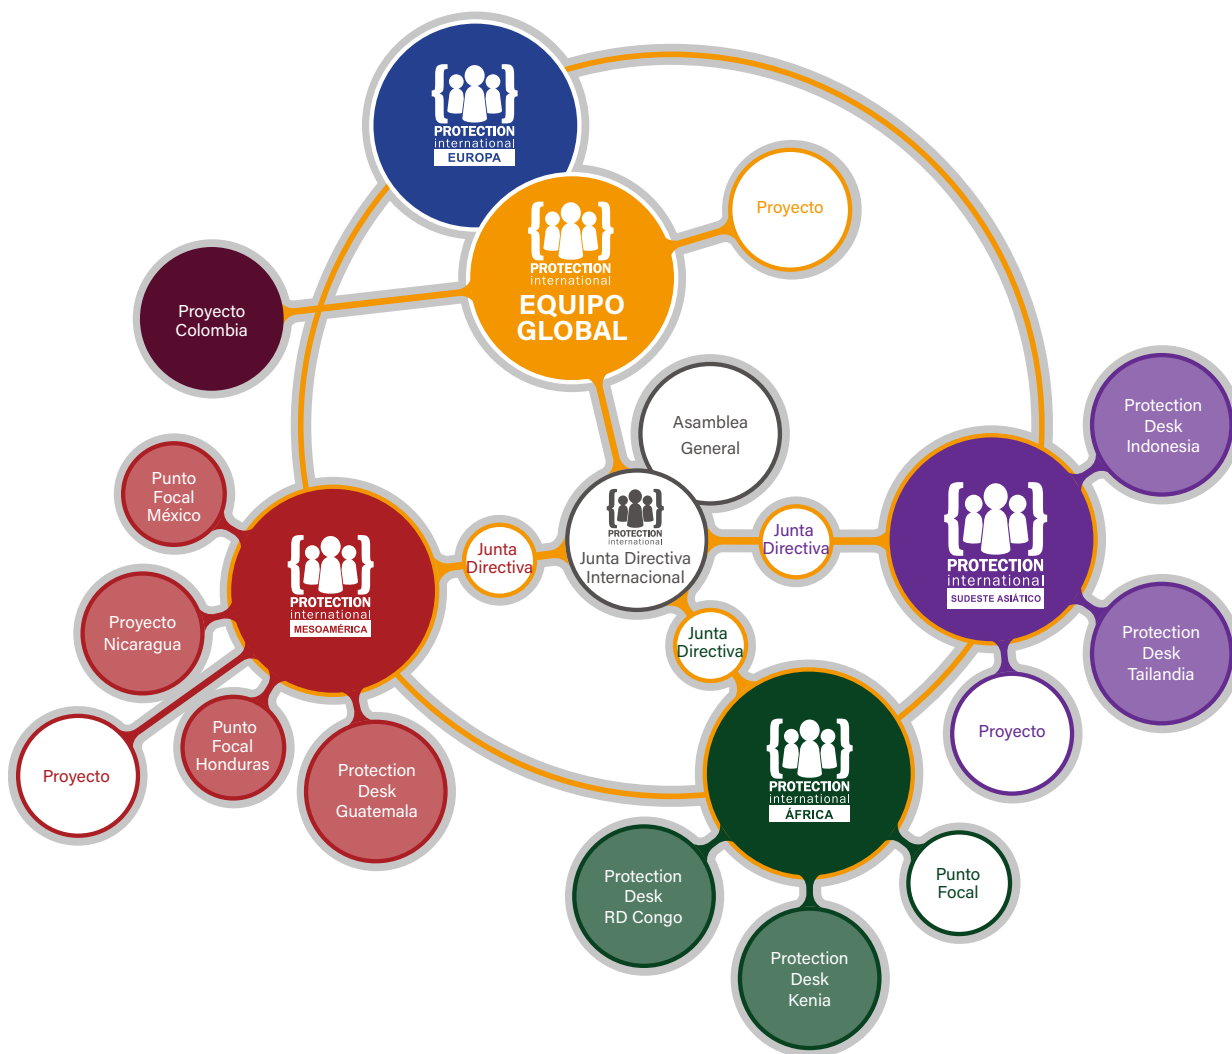 PROTECTION
international
EUROPA
Proyecto
PROTECTION
international
EQUIPO
GLOBAL
Proyecto
Colombia
Asamblea
General
Protection
Desk
Indonesia
Punto
Focal
México
PROTECTION
international
MESOAMÉRICA
Junta
Directiva
PROTECTION
international
Junta Directiva
Internacional
Junta
Directiva
PROTECTION
international
SUDESTE ASIÁTICO
Proyecto
Nicaragua
Junta
Directiva
Protection
Desk
Tailandia
Proyecto
Punto
Focal
Honduras
Protection
Desk
Guatemala
PROTECTION
international
ÁFRICA
Proyecto
Protection
Desk
RD Congo
Protection
Desk
Kenia
Punto
Focal